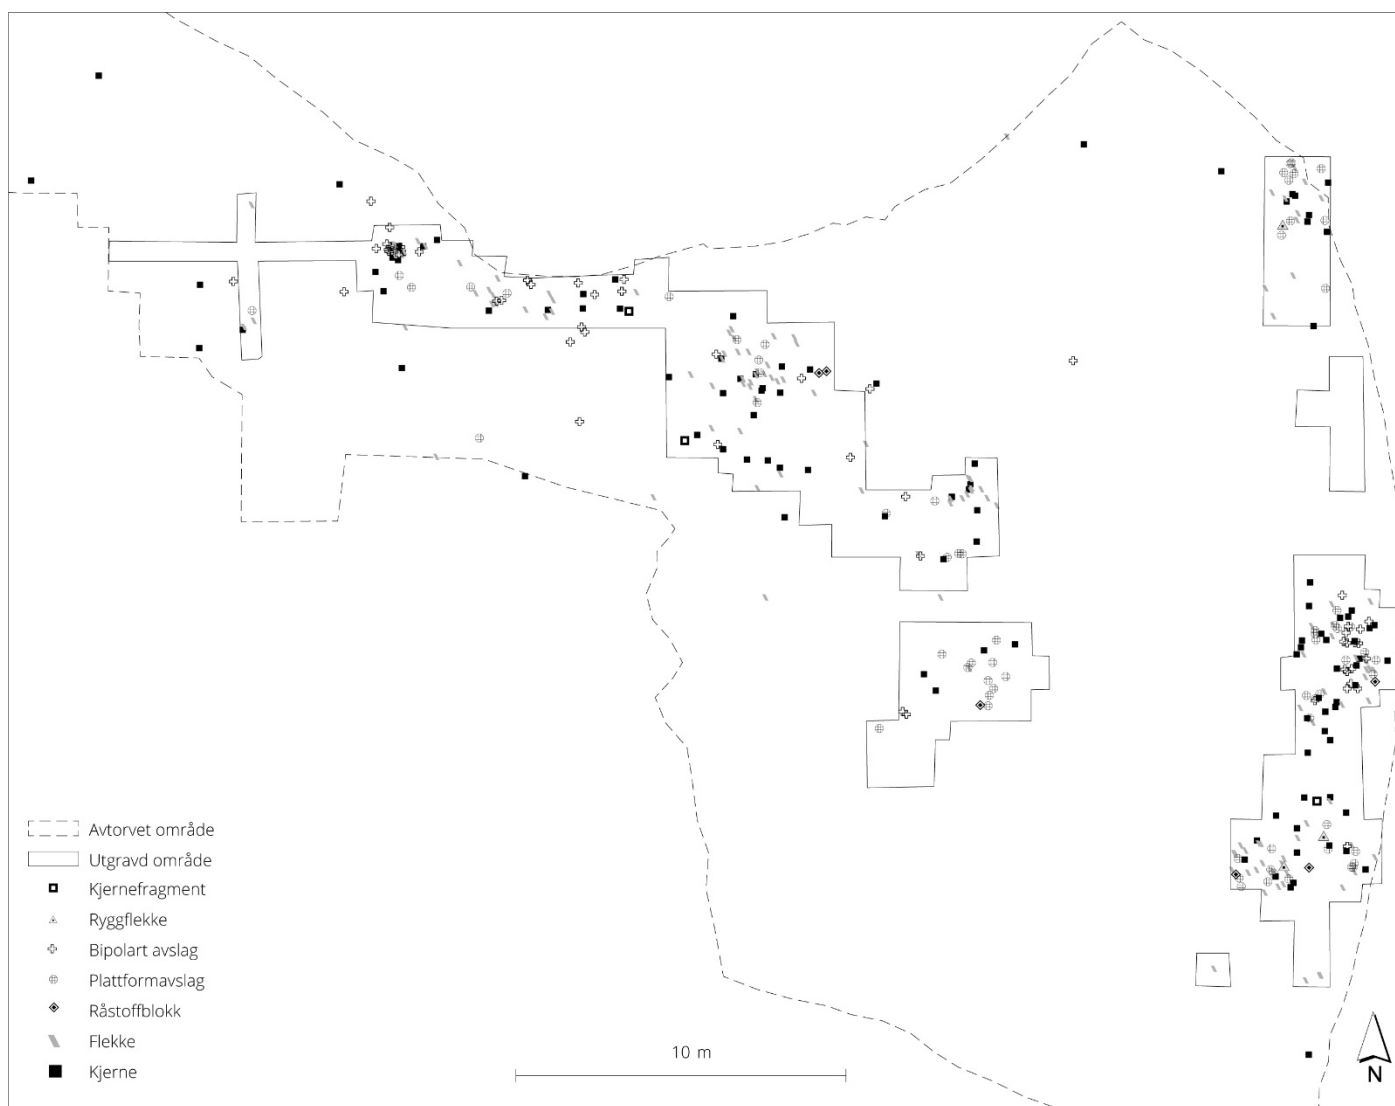 Avtorvet område
Utgravd område
Kjernefragment
Ryggflekke
Bipolart avslag
Plattformavslag
Råstoffblokk
Flekke
Kjerne
10 m
N